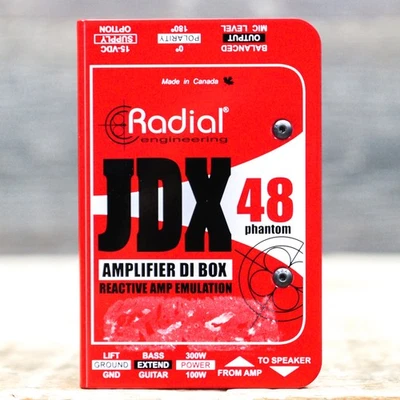 15-VDC 0° BALANCED
SUPPLY POLARITY OUTPUT
OPTION 180° MIC LEVEL
Made in Canada
Radial®
engineering
JDX 48
phantom
AMPLIFIER DI BOX
REACTIVE AMP EMULATION
LIFT BASS 300W TO SPEAKER
GROUND EXTEND POWER
GND GUITAR 100W FROM AMP